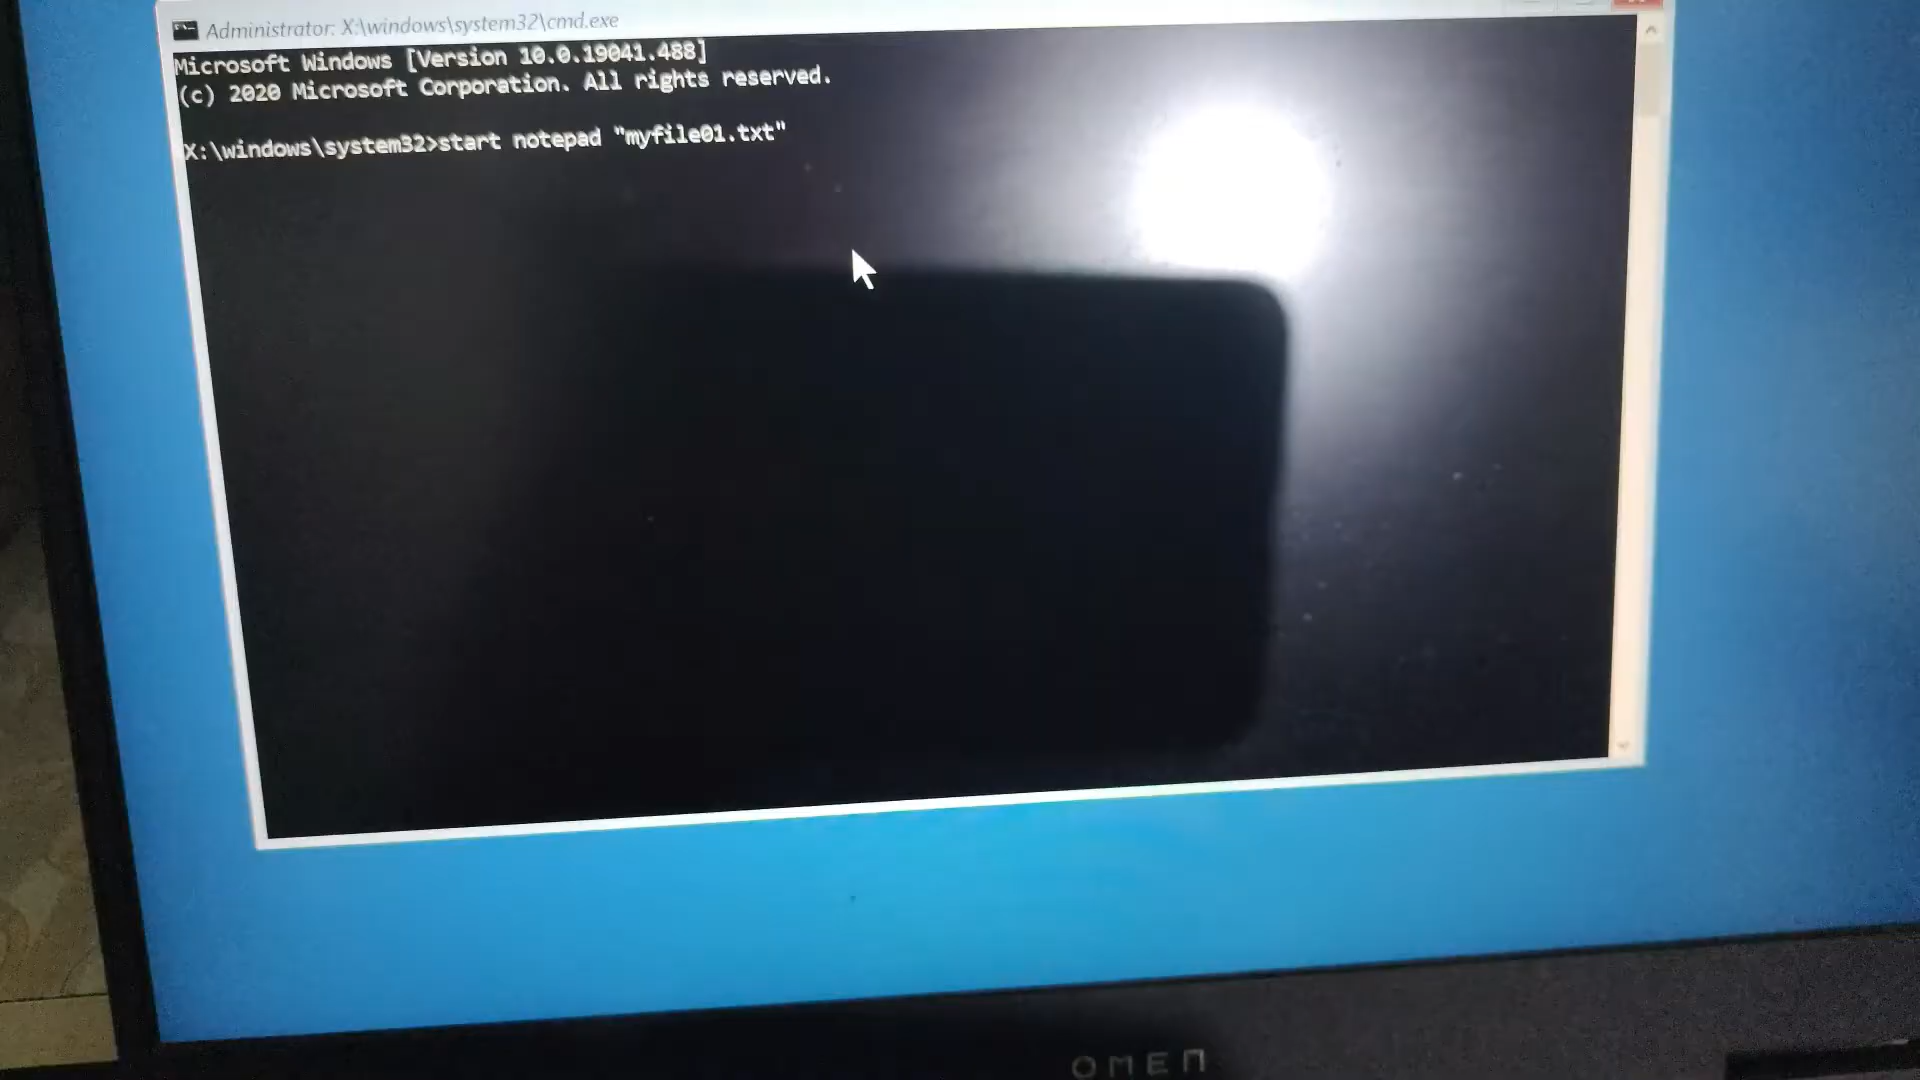 Administrator: X:\windows\system32\cmd.exe
Microsoft Windows [Version 10.0.19041.488]
(c) 2020 Microsoft Corporation. All rights reserved.
X:\windows\system32>start notepad "myfile01.txt"
OMEN